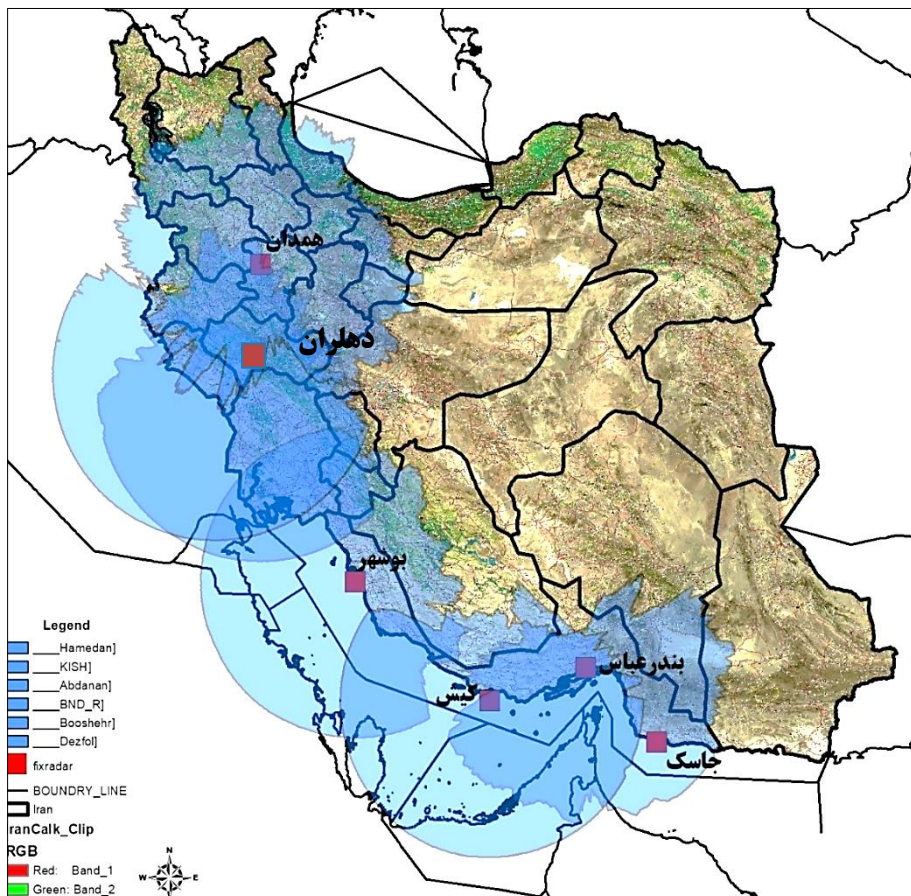 همدان
دهلران
بوشهر
بندرعباس
کیش
جاسک
Legend
____Hamedan]
____KISH]
____Abdanan]
____BND_R]
____Booshehr]
____Dezfol]
fixradar
BOUNDRY_LINE
Iran
ranCalk_Clip
RGB
Red: Band_1
Green: Band_2
N
W E
S